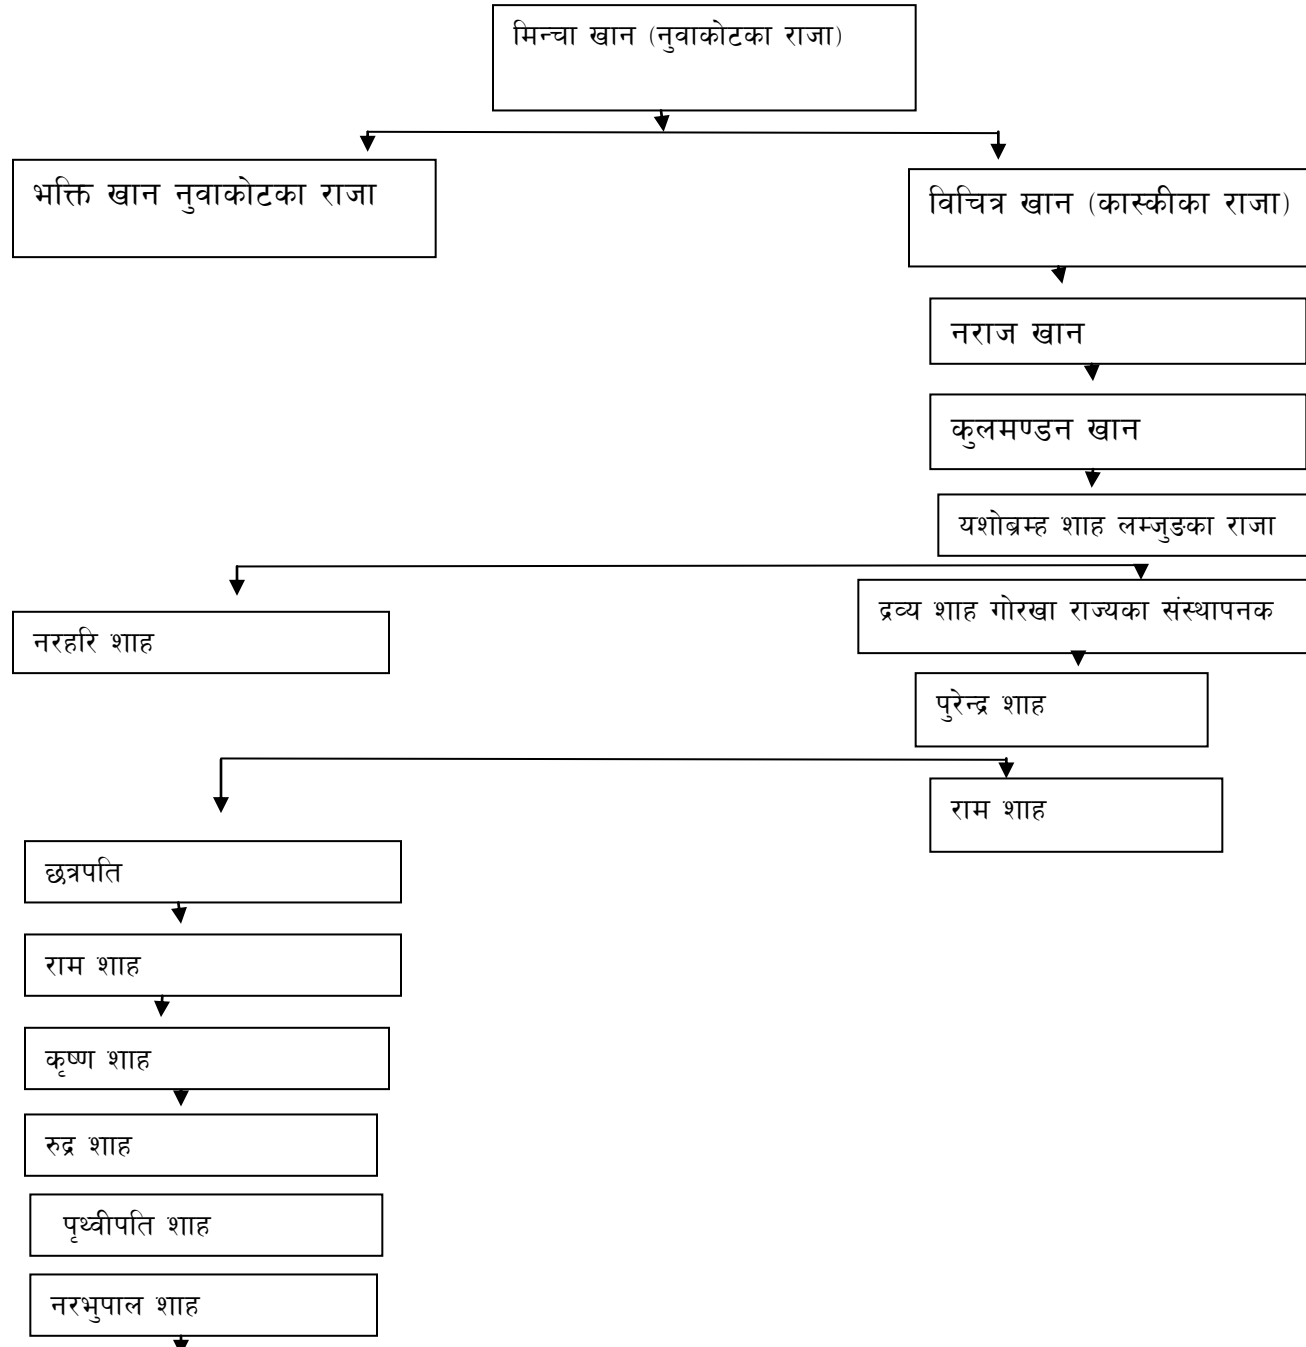 मिन्चा खान (नुवाकोटका राजा)
भक्ति खान नुवाकोटका राजा
विचित्र खान (कास्कीका राजा)
नराज खान
कुलमण्डन खान
यशोब्रम्ह शाह लम्जुङका राजा
द्रव्य शाह गोरखा राज्यका संस्थापनक
नरहरि शाह
पुरेन्द्र शाह
राम शाह
छत्रपति
राम शाह
कृष्ण शाह
रुद्र शाह
पृथ्वीपति शाह
नरभुपाल शाह